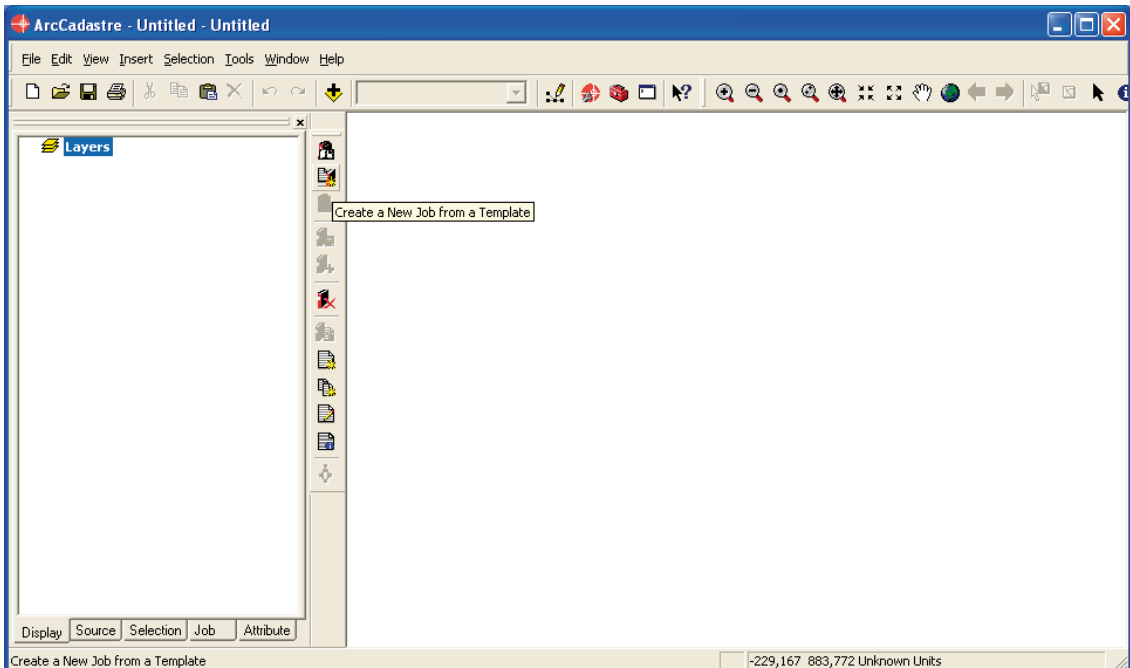 ArcCadastre - Untitled - Untitled
File Edit View Insert Selection Tools Window Help
Layers
Create a New Job from a Template
Display Source Selection Job Attribute
Create a New Job from a Template -229,167 883,772 Unknown Units